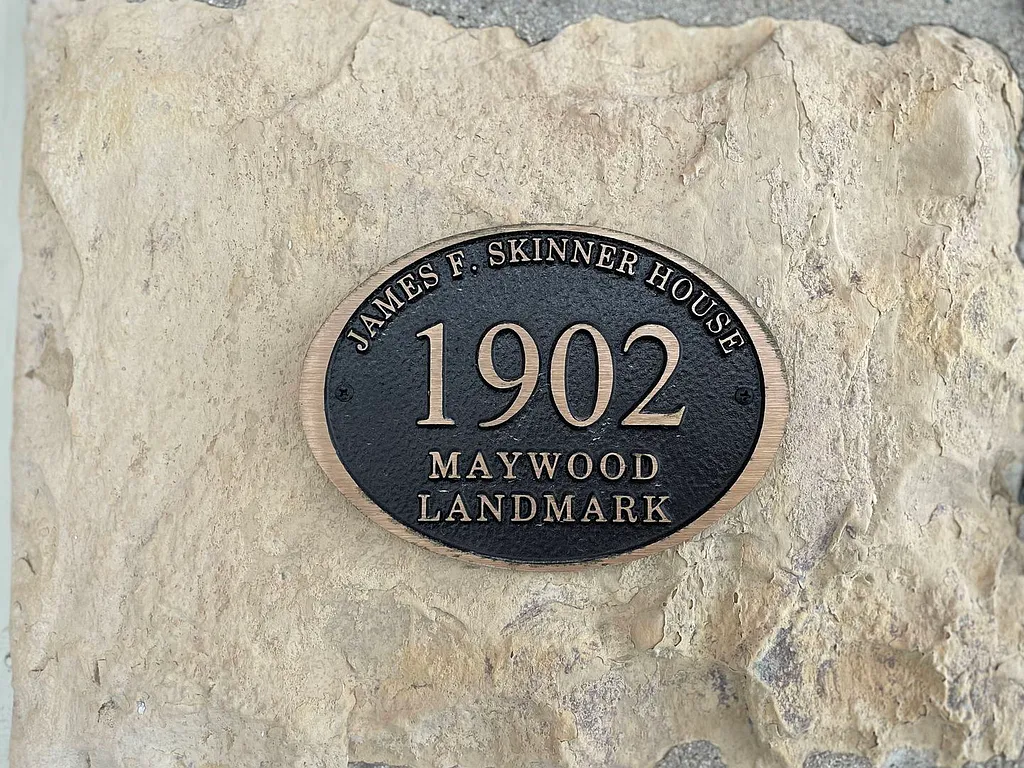 JAMES F. SKINNER HOUSE
1902
MAYWOOD
LANDMARK